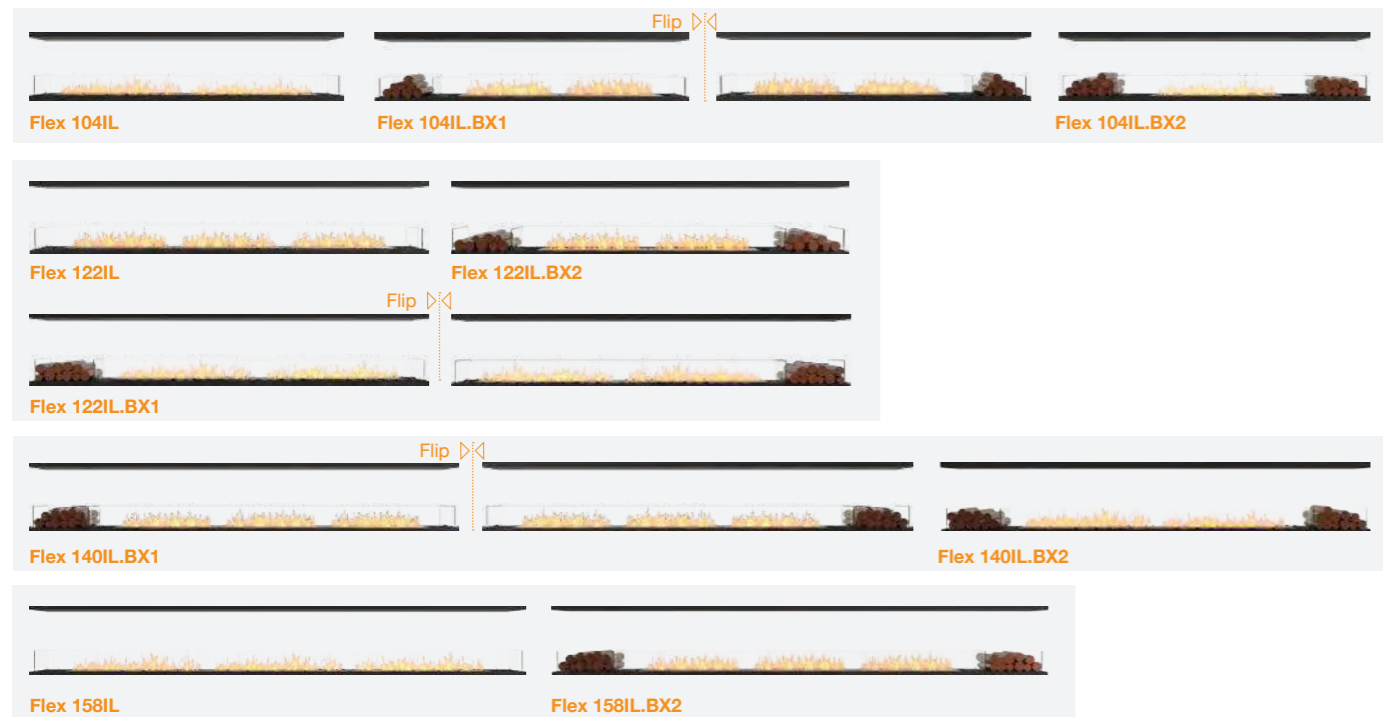 Flip
Flex 104IL
Flex 104IL.BX1
Flex 104IL.BX2
Flex 122IL
Flex 122IL.BX2
Flip
Flex 122IL.BX1
Flip
Flex 140IL.BX1
Flex 140IL.BX2
Flex 158IL
Flex 158IL.BX2